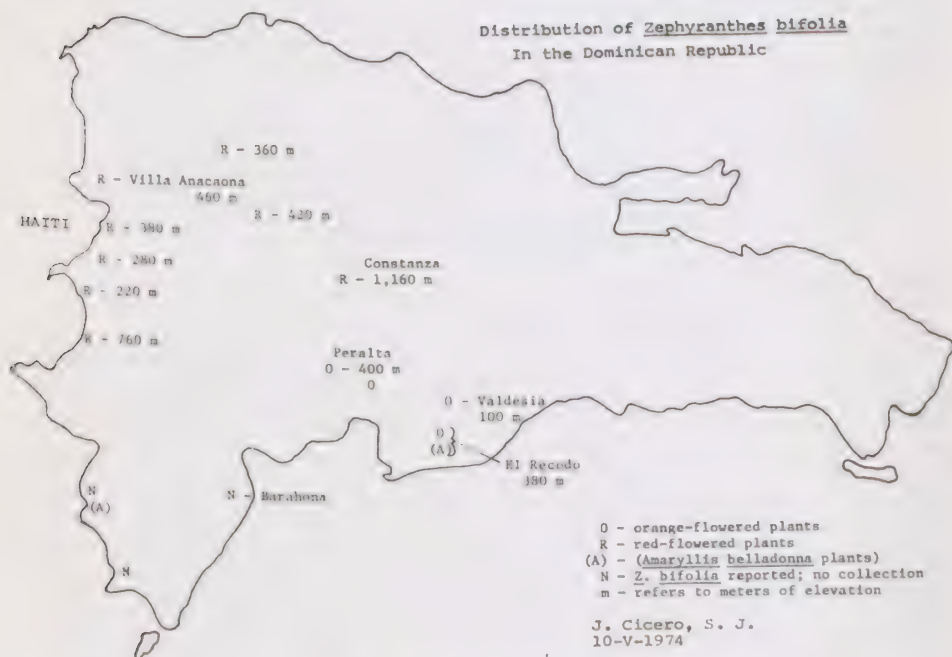 Distribution of Zephyranthes bifolia
In the Dominican Republic
R - 360 m
R - Villa Anacaona
460 m
R - 420 m
HAITI
R - 380 m
R - 280 m
Constanza
R - 1,160 m
R - 220 m
R - 760 m
Peralta
O - 400 m
O
O - Valdesia
100 m
O
(A)
El Recodo
380 m
N
(A)
N - Barahona
N
O - orange-flowered plants
R - red-flowered plants
(A) - (Amaryllis belladonna plants)
N - Z. bifolia reported; no collection
m - refers to meters of elevation
J. Cicero, S. J.
10-V-1974